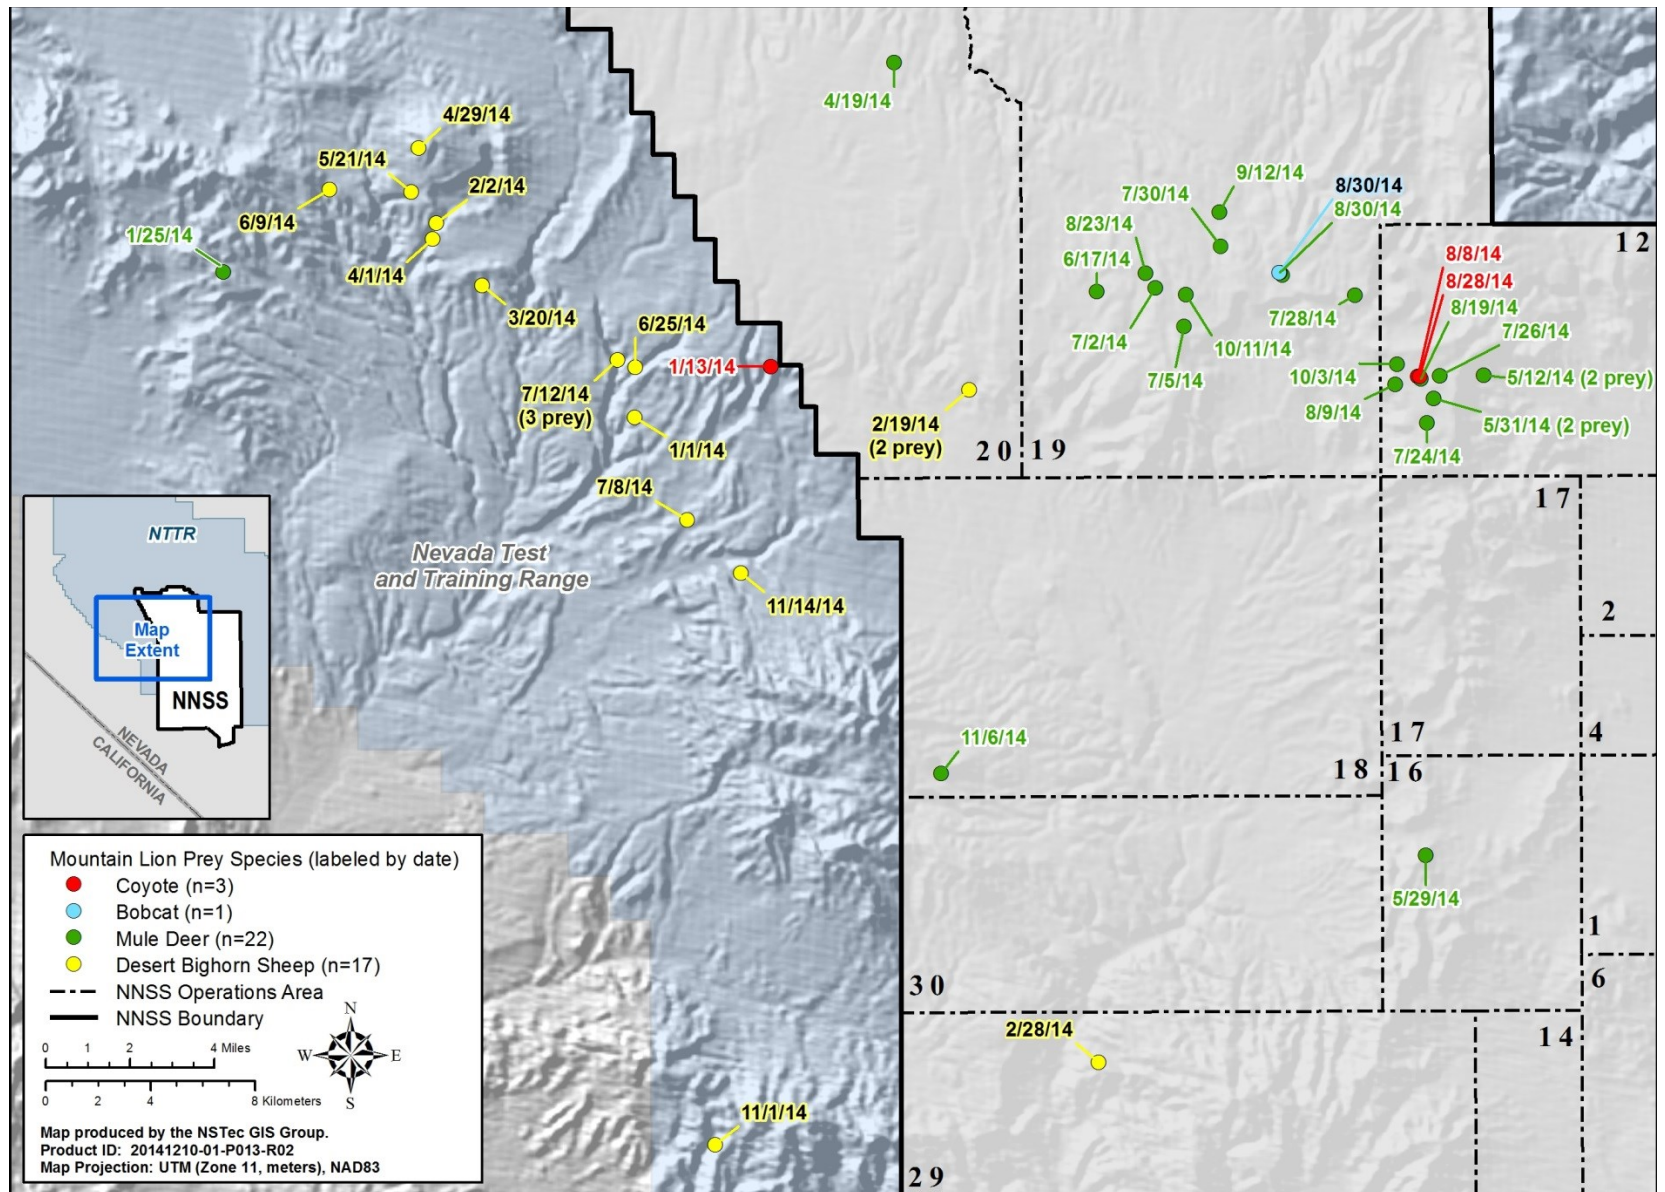 4/19/14
4/29/14
5/21/14
2/2/14
6/9/14
1/25/14
4/1/14
3/20/14
6/25/14
1/13/14
7/12/14
(3 prey)
1/1/14
7/8/14
11/14/14
2/19/14
(2 prey)
20
19
9/12/14
7/30/14
8/30/14
8/30/14
8/23/14
6/17/14
7/2/14
7/5/14
10/11/14
7/28/14
12
8/8/14
8/28/14
8/19/14
7/26/14
10/3/14
5/12/14 (2 prey)
8/9/14
5/31/14 (2 prey)
7/24/14
17
Nevada Test
and Training Range
2
17
4
11/6/14
18
16
5/29/14
1
6
30
2/28/14
14
11/1/14
29
NTTR
Map
Extent
NNSS
NEVADA
CALIFORNIA
Mountain Lion Prey Species (labeled by date)
Coyote (n=3)
Bobcat (n=1)
Mule Deer (n=22)
Desert Bighorn Sheep (n=17)
NNSS Operations Area
NNSS Boundary
N
W E
S
0 1 2 4 Miles
0 2 4 8 Kilometers
Map produced by the NSTec GIS Group.
Product ID: 20141210-01-P013-R02
Map Projection: UTM (Zone 11, meters), NAD83